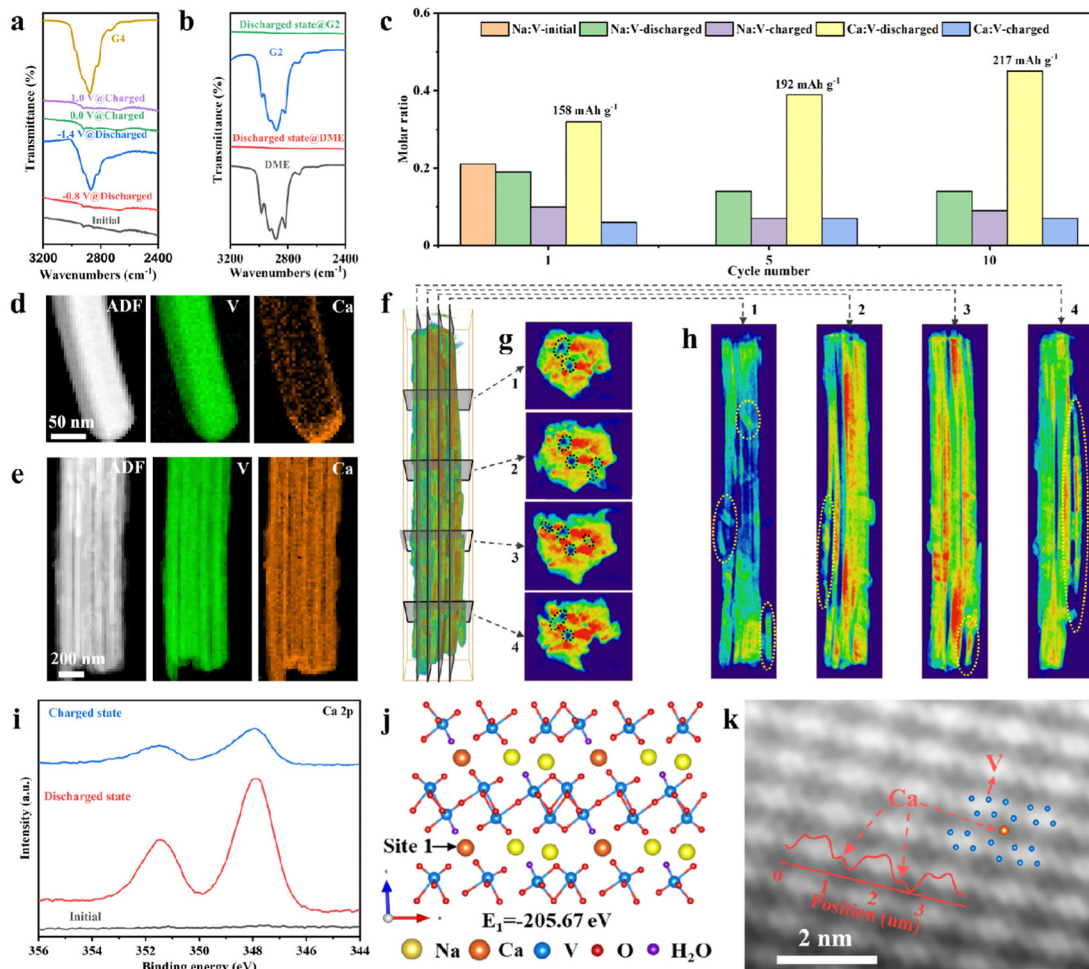 a
G4
1.0 V@Charged
0.0 V@Charged
-1.4 V@Discharged
-0.8 V@Discharged
Initial
Transmittance (%)
3200 2800 2400
Wavenumbers (cm⁻¹)
b
Discharged state@G2
G2
Discharged state@DME
DME
Transmittance (%)
3200 2800 2400
Wavenumbers (cm⁻¹)
c
Na:V-initial Na:V-discharged Na:V-charged Ca:V-discharged Ca:V-charged
158 mAh g⁻¹
192 mAh g⁻¹
217 mAh g⁻¹
Molar ratio
0.6
0.4
0.2
0.0
1 5 10
Cycle number
d
ADF V Ca
50 nm
e
ADF V Ca
200 nm
f
g
1
2
3
4
h
1 2 3 4
i
Ca 2p
Charged state
Discharged state
Initial
Intensity (a.u.)
356 354 352 350 348 346 344
Binding energy (eV)
j
Site 1
E₁=-205.67 eV
Na Ca V O H₂O
k
V
Ca
0 1 2 3
Position (nm)
2 nm